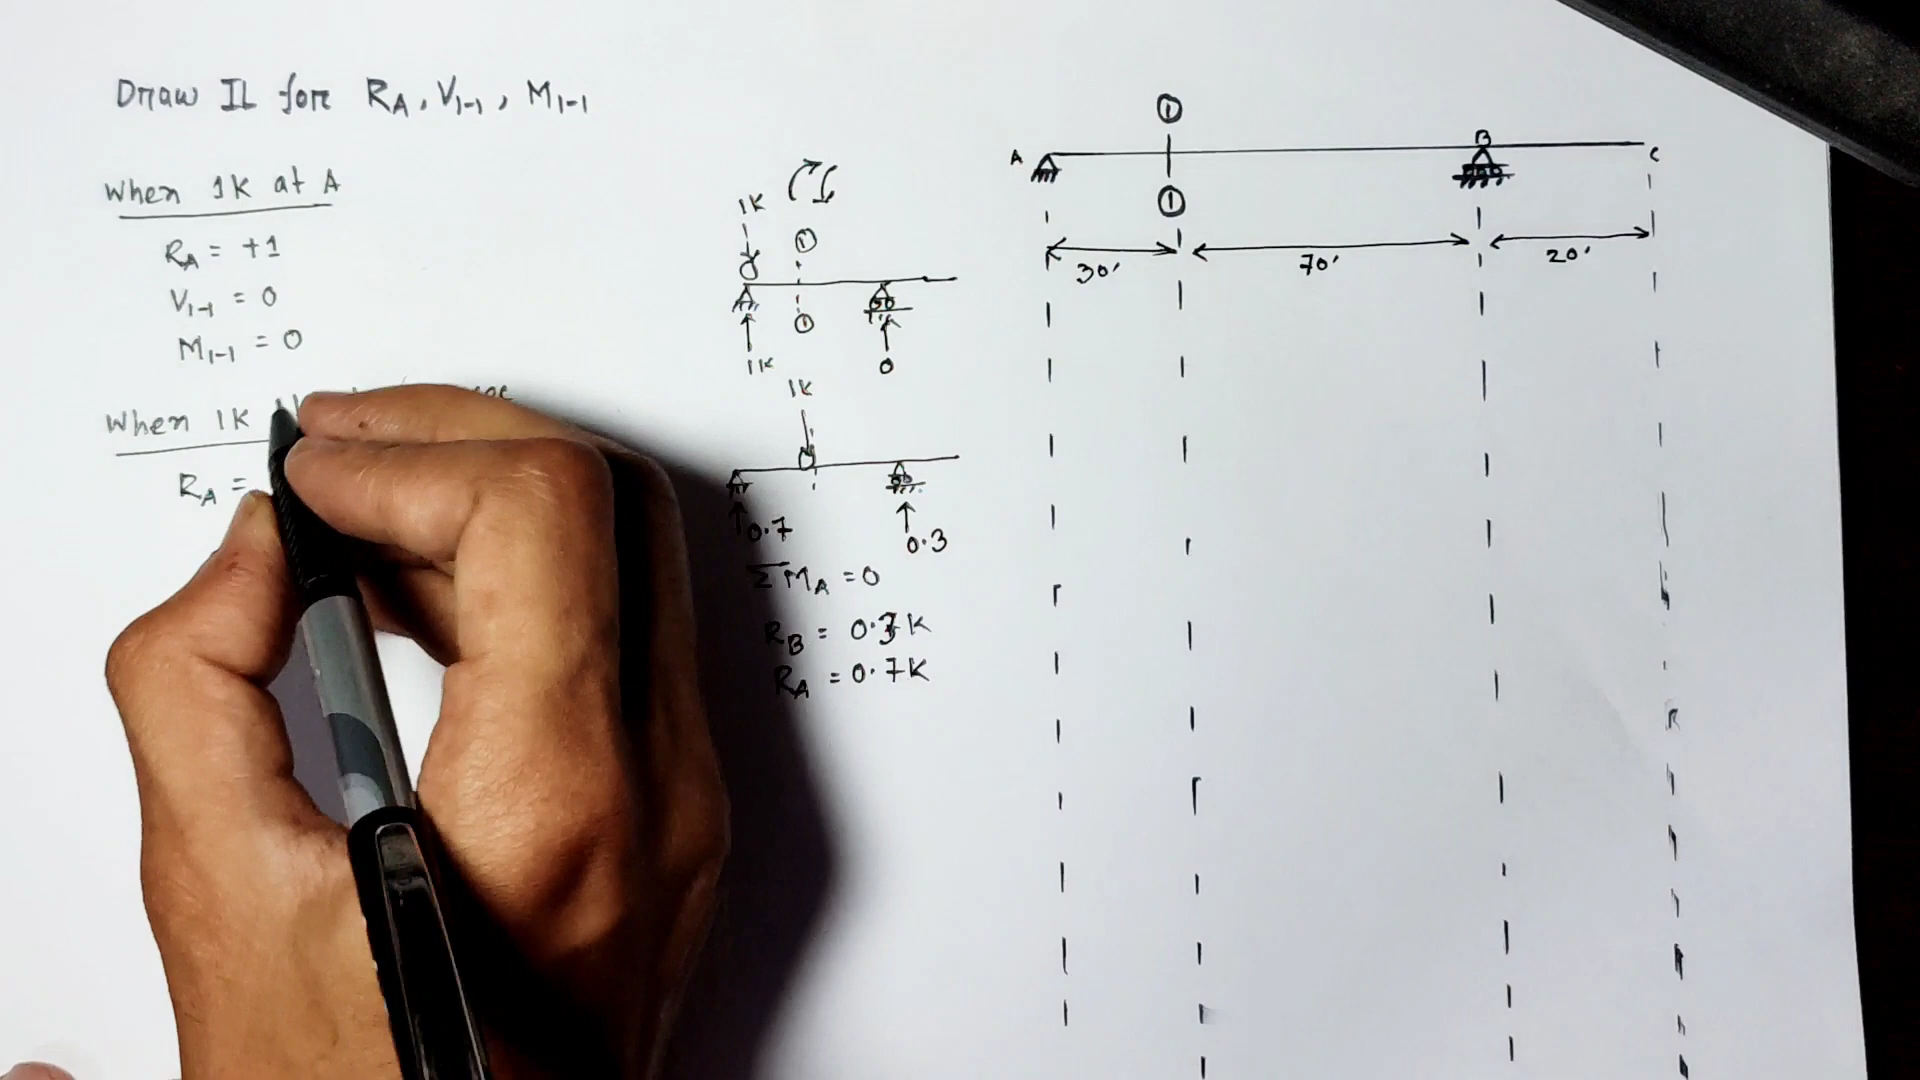 Draw IL for RA, V1-1, M1-1
When 1K at A
RA = +1
V1-1 = 0
M1-1 = 0
When 1K
RA =
1K
①
①
1K
0
1K
0.7
0.3
ΣMA = 0
RB = 0.3K
RA = 0.7K
①
A
B
C
①
30'
70'
20'